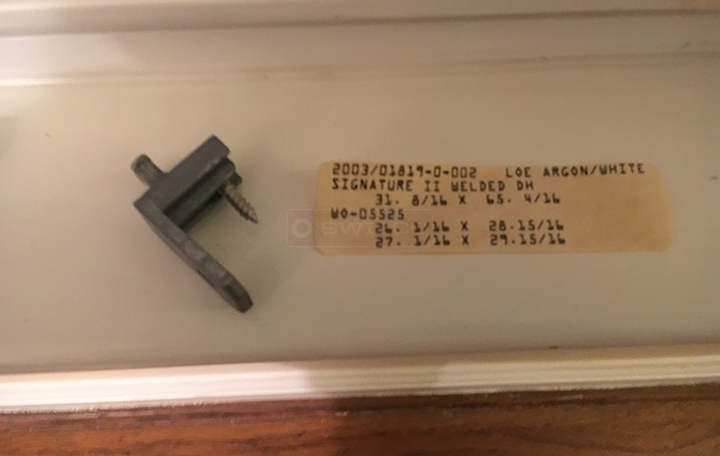 2003/01819-0-002 LOE ARGON/WHITE
SIGNATURE II WELDED DH
31. 8/16 X 65. 4/16
WO-05525
26. 1/16 X 28.15/16
27. 1/16 X 29.15/16